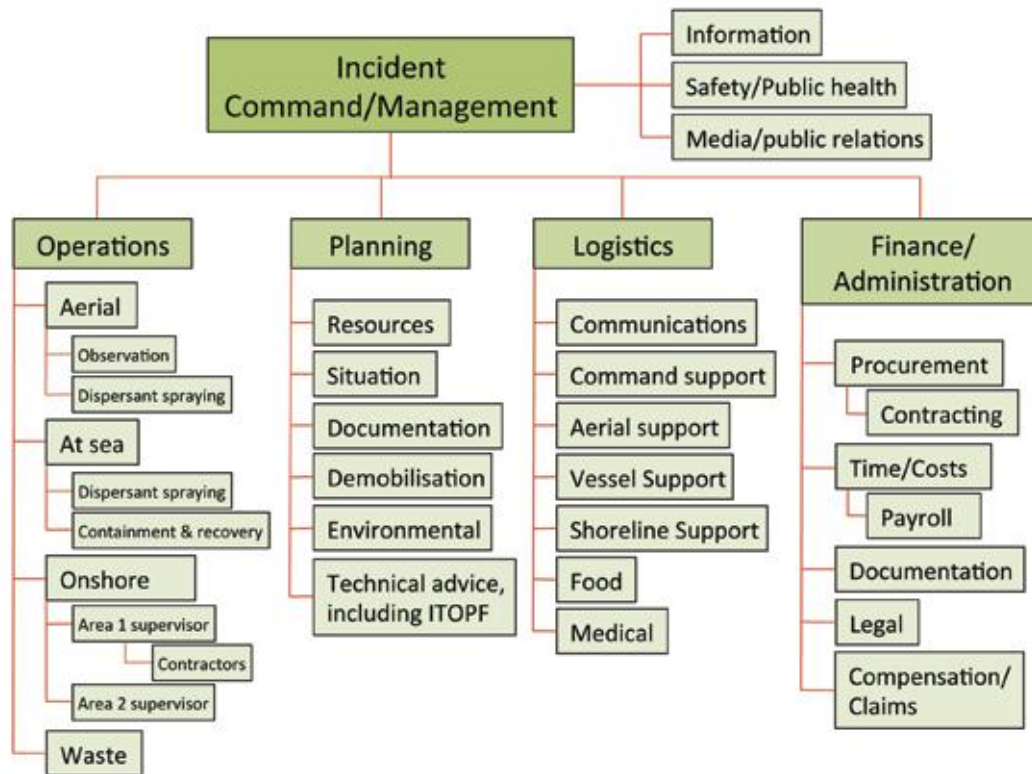 Incident
Command/Management
Information
Safety/Public health
Media/public relations
Operations
Aerial
Observation
Dispersant spraying
At sea
Dispersant spraying
Containment & recovery
Onshore
Area 1 supervisor
Contractors
Area 2 supervisor
Waste
Planning
Resources
Situation
Documentation
Demobilisation
Environmental
Technical advice,
including ITOPF
Logistics
Communications
Command support
Aerial support
Vessel Support
Shoreline Support
Food
Medical
Finance/
Administration
Procurement
Contracting
Time/Costs
Payroll
Documentation
Legal
Compensation/
Claims